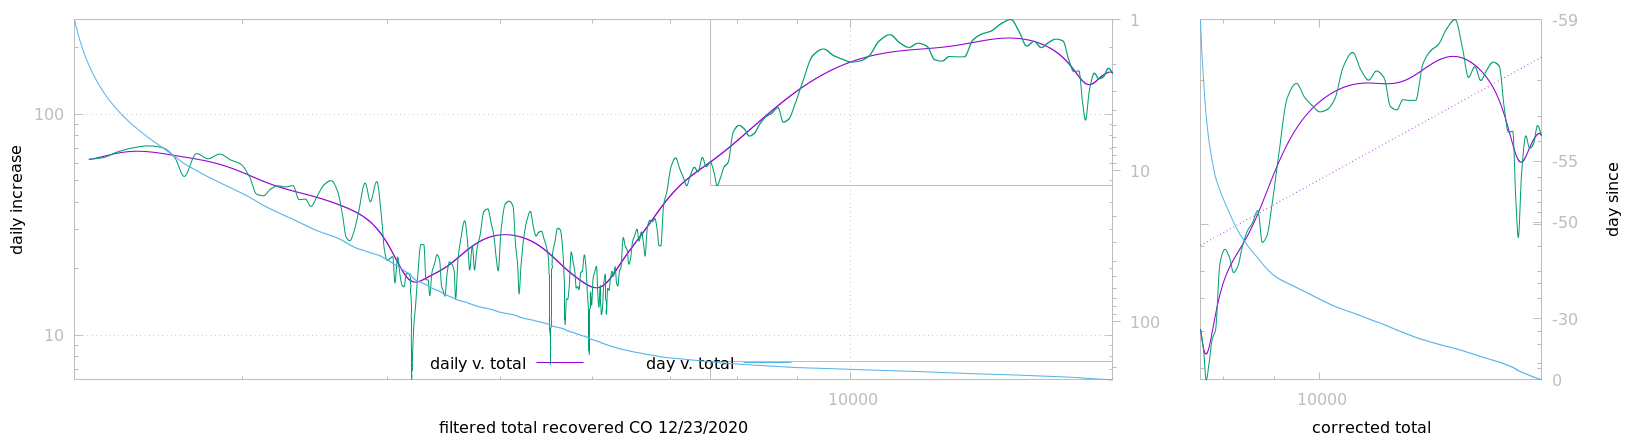 1
-59
100
10
-55
daily increase
day since
-50
100
-30
10
daily v. total
day v. total
0
10000
10000
filtered total recovered CO 12/23/2020
corrected total